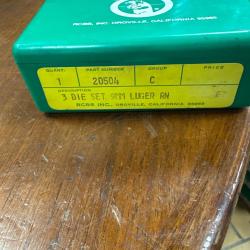 RCBS, INC. OROVILLE, CALIFORNIA 95965
QUANT. PART NUMBER GROUP PRICE
1 20504 C
DESCRIPTION
3 DIE SET 9MM LUGER RN
RCBS INC., OROVILLE, CALIFORNIA 95965